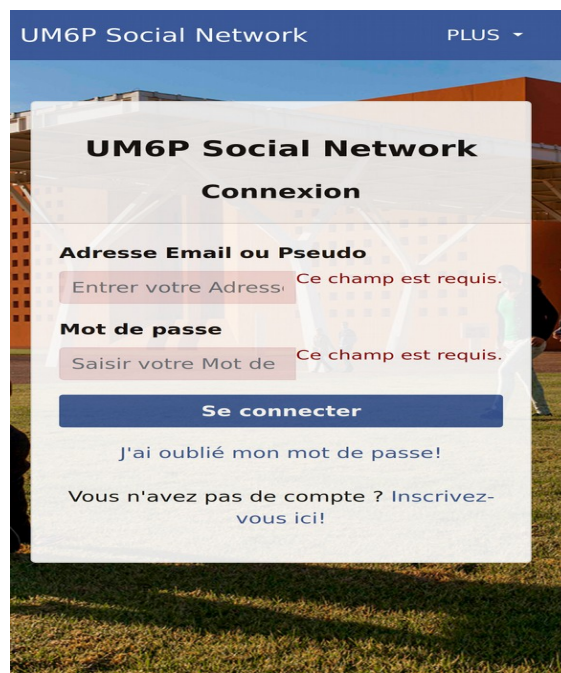 UM6P Social Network
PLUS
UM6P Social Network
Connexion
Adresse Email ou Pseudo
Entrer votre Adress
Ce champ est requis.
Mot de passe
Saisir votre Mot de
Ce champ est requis.
Se connecter
J'ai oublié mon mot de passe!
Vous n'avez pas de compte ? Inscrivez-
vous ici!